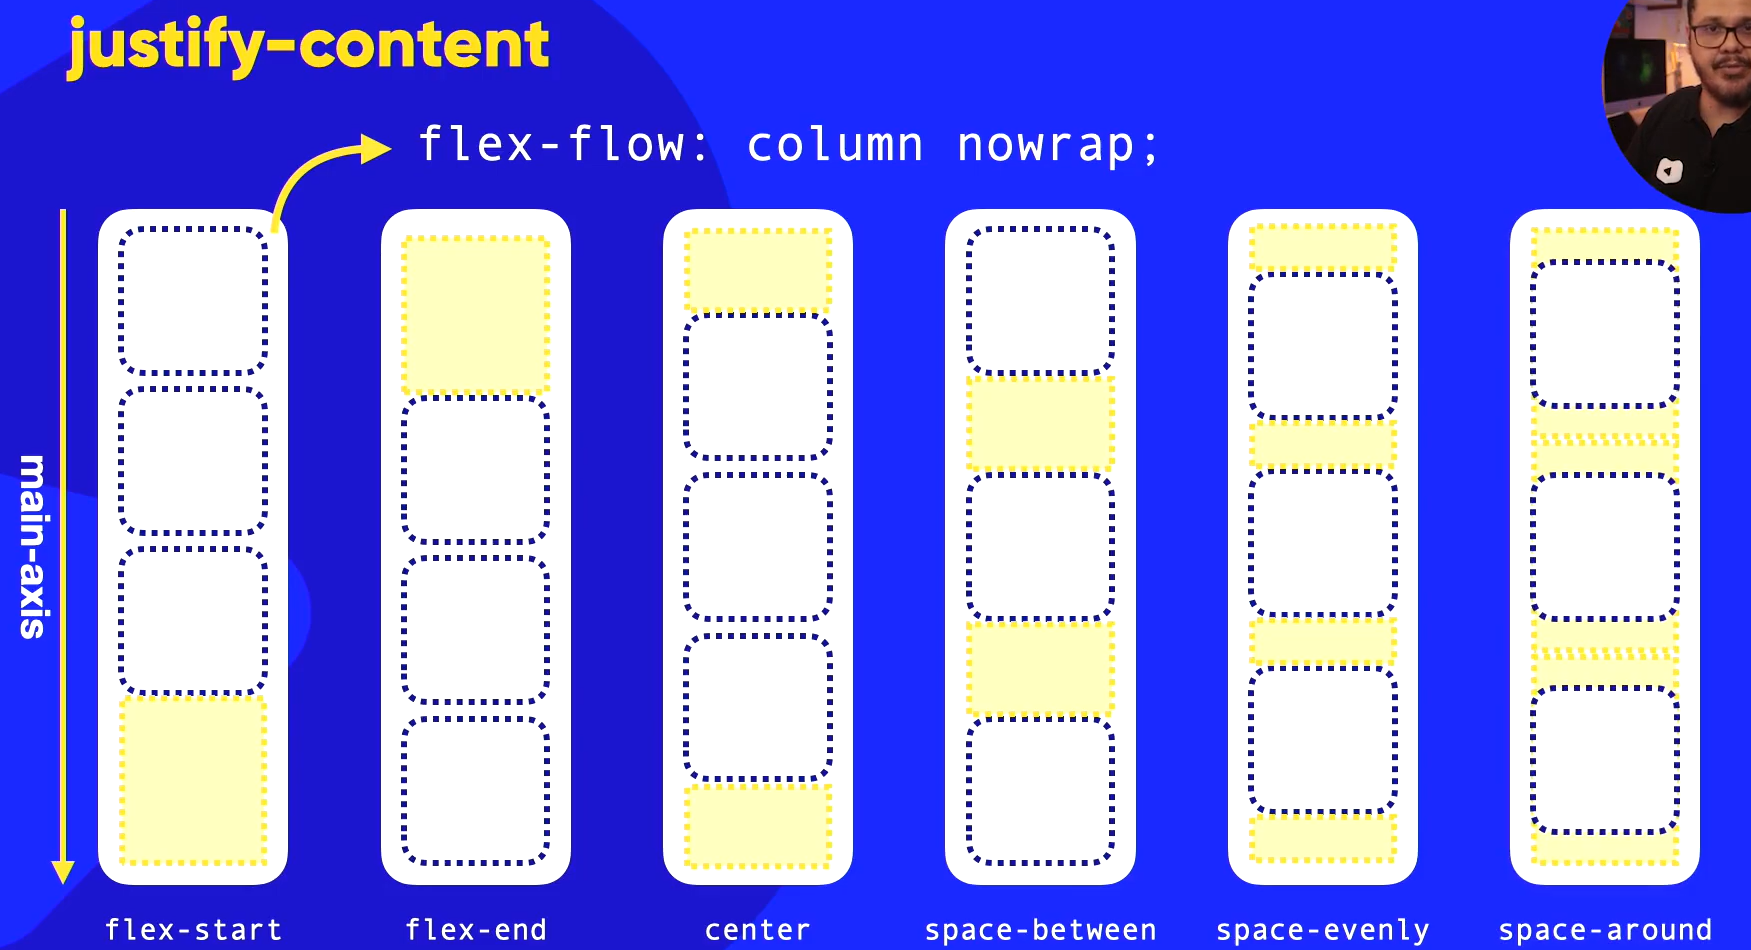 justify-content
flex-flow: column nowrap;
main-axis
flex-start
flex-end
center
space-between
space-evenly
space-around